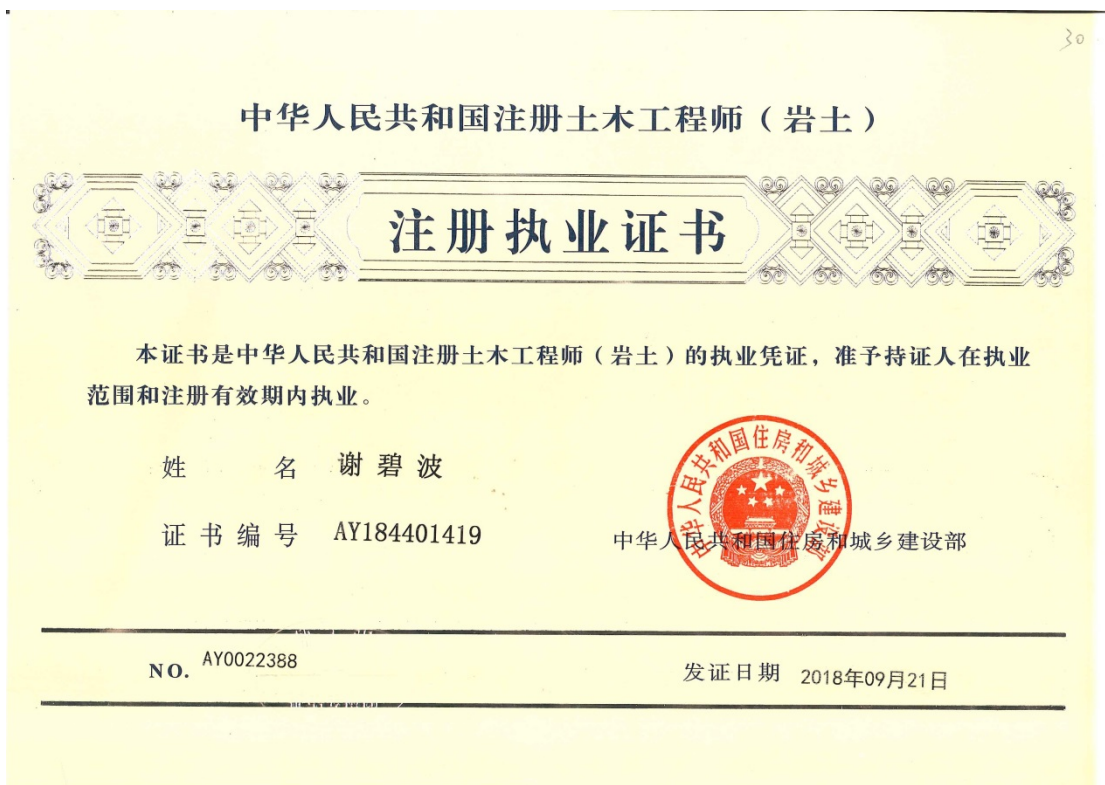 30
中华人民共和国注册土木工程师（岩土）
注册执业证书
本证书是中华人民共和国注册土木工程师（岩土）的执业凭证，准予持证人在执业
范围和注册有效期内执业。
姓 名 谢碧波
证书编号 AY184401419
中华人民共和国住房和城乡建设部
中华人民共和国住房和城乡建设部
NO. AY0022388
发证日期 2018年09月21日